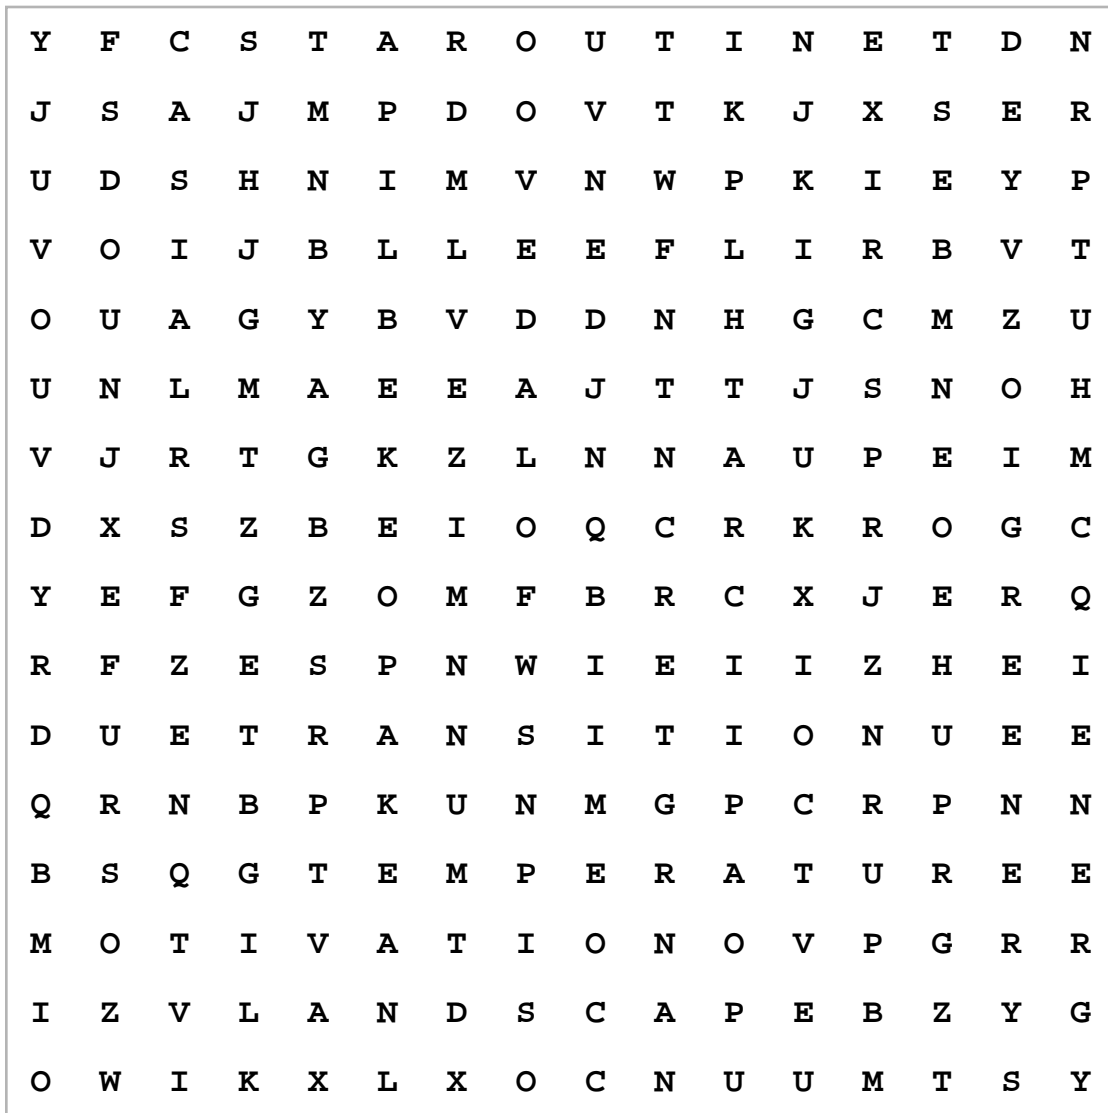 Y F C S T A R O U T I N E T D N
J S A J M P D O V T K J X S E R
U D S H N I M V N W P K I E Y P
V O I J B L L E E F L I R B V T
O U A G Y B V D D N H G C M Z U
U N L M A E E A J T T J S N O H
V J R T G K Z L N N A U P E I M
D X S Z B E I O Q C R K R O G C
Y E F G Z O M F B R C X J E R Q
R F Z E S P N W I E I I Z H E I
D U E T R A N S I T I O N U E E
Q R N B P K U N M G P C R P N N
B S Q G T E M P E R A T U R E E
M O T I V A T I O N O V P G R R
I Z V L A N D S C A P E B Z Y G
O W I K X L X O C N U U M T S Y